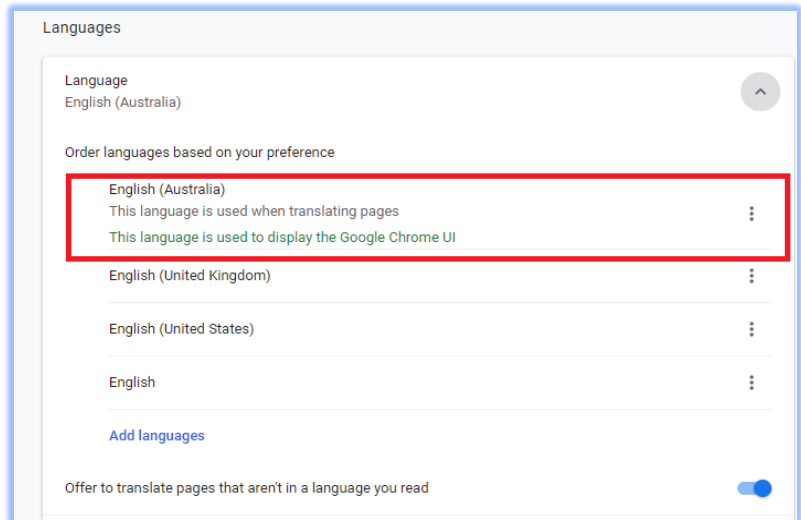 Languages
Language
English (Australia)
Order languages based on your preference
English (Australia)
This language is used when translating pages
This language is used to display the Google Chrome UI
English (United Kingdom)
English (United States)
English
Add languages
Offer to translate pages that aren't in a language you read